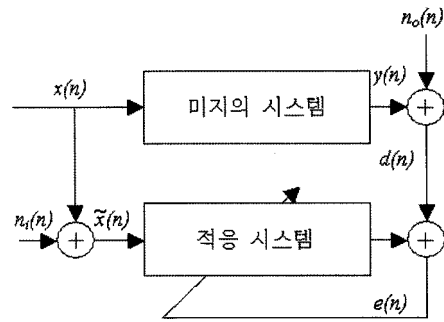 n_o(n)
x(n)
미지의 시스템
y(n)
+
d(n)
n_i(n)
+
x̃(n)
적응 시스템
+
e(n)